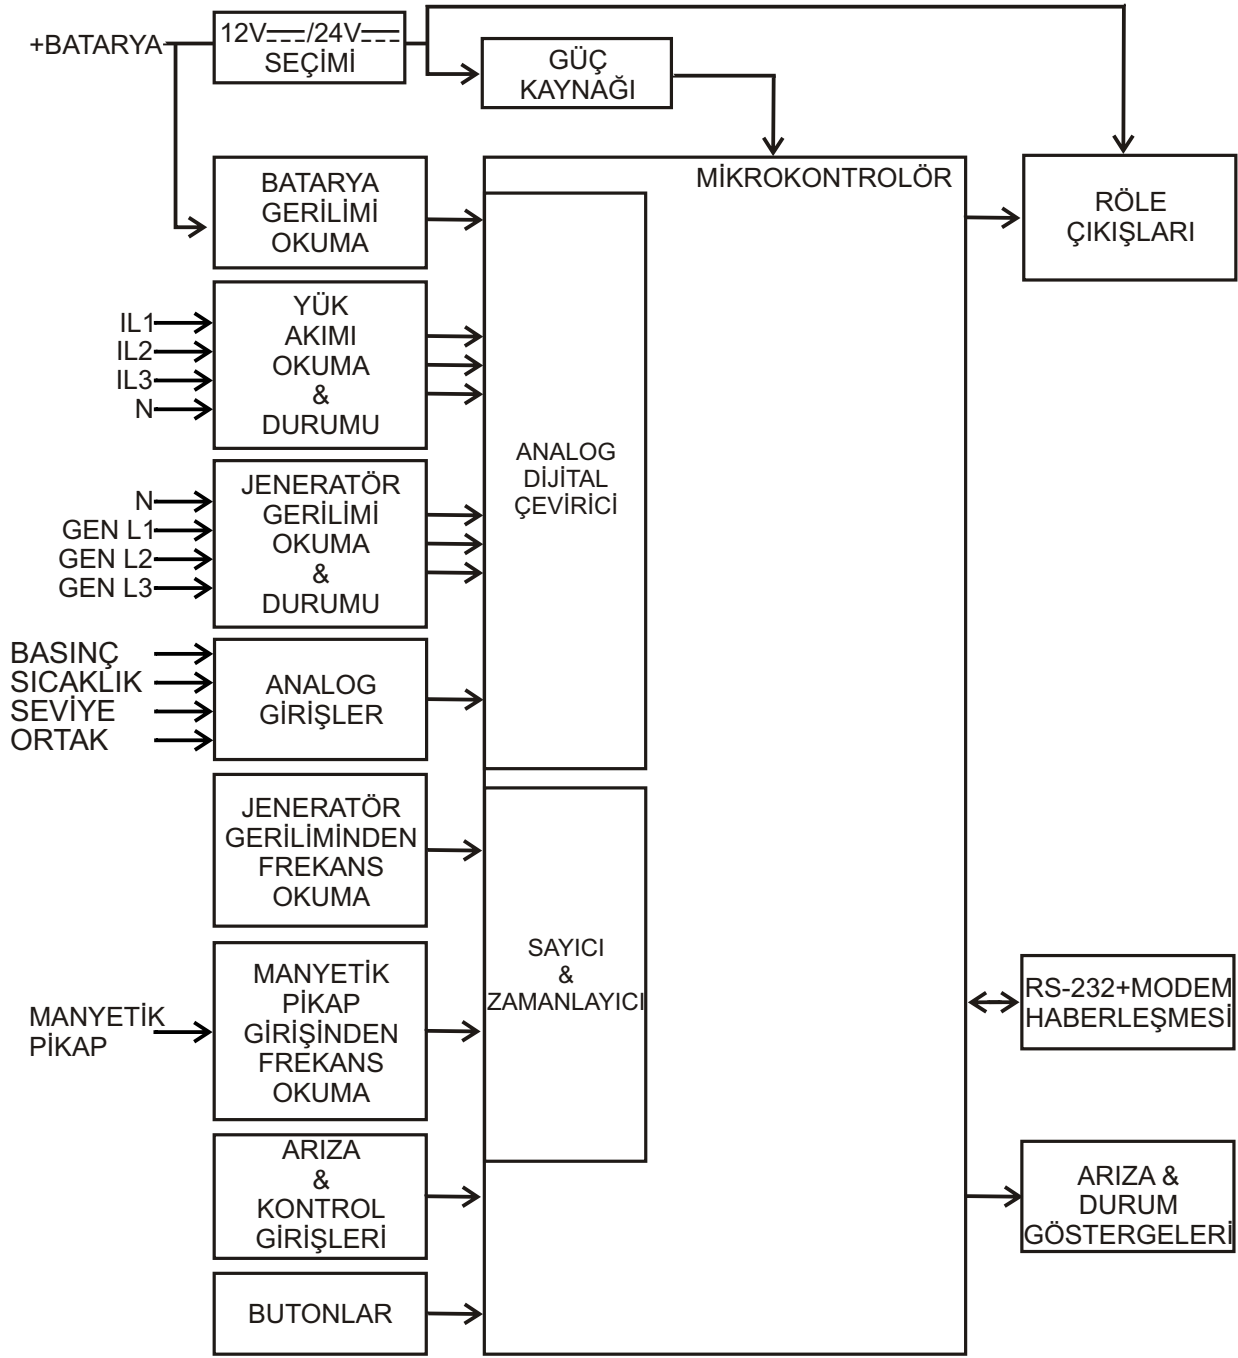 +BATARYA
12V⎓/24V⎓
SEÇİMİ
GÜÇ
KAYNAĞI
MİKROKONTROLÖR
RÖLE
ÇIKIŞLARI
BATARYA
GERİLİMİ
OKUMA
IL1
IL2
IL3
N
YÜK
AKIMI
OKUMA
&
DURUMU
ANALOG
DİJİTAL
ÇEVİRİCİ
N
GEN L1
GEN L2
GEN L3
JENERATÖR
GERİLİMİ
OKUMA
&
DURUMU
BASINÇ
SICAKLIK
SEVİYE
ORTAK
ANALOG
GİRİŞLER
JENERATÖR
GERİLİMİNDEN
FREKANS
OKUMA
SAYICI
&
ZAMANLAYICI
MANYETİK
PİKAP
MANYETİK
PİKAP
GİRİŞİNDEN
FREKANS
OKUMA
RS-232+MODEM
HABERLEŞMESİ
ARIZA
&
KONTROL
GİRİŞLERİ
ARIZA &
DURUM
GÖSTERGELERİ
BUTONLAR